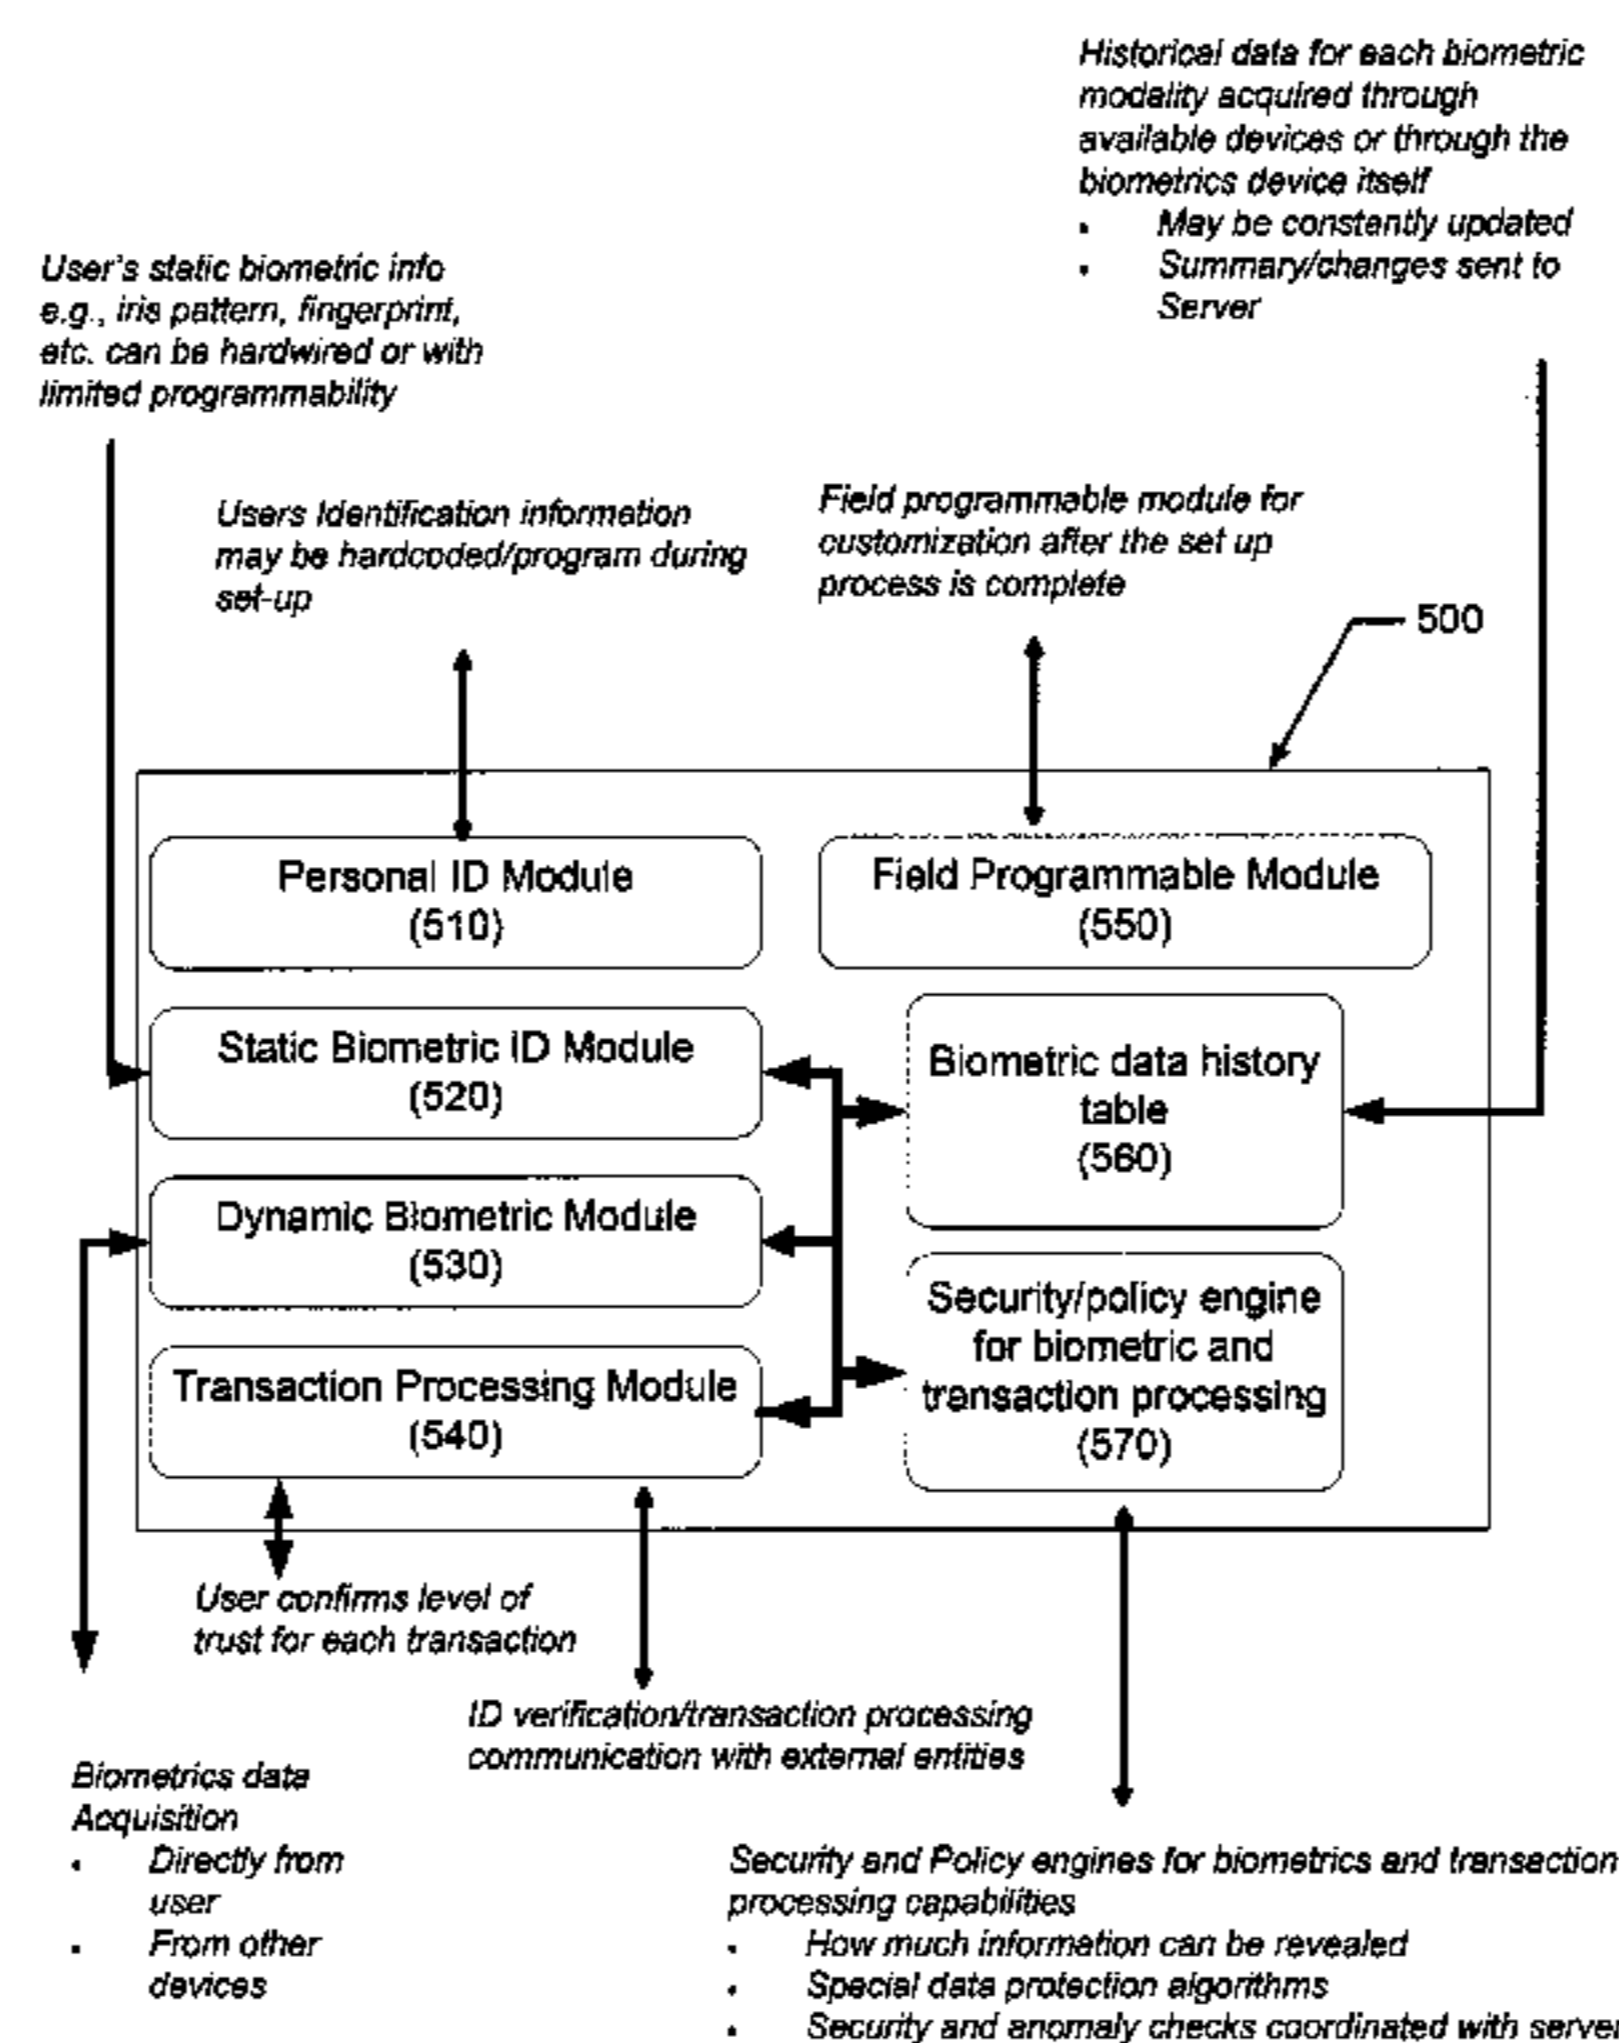 Historical data for each biometric
modality acquired through
available devices or through the
biometrics device itself
• May be constantly updated
• Summary/changes sent to
Server
User's static biometric info
e.g., iris pattern, fingerprint,
etc. can be hardwired or with
limited programmability
Users Identification information
may be hardcoded/program during
set-up
Field programmable module for
customization after the set up
process is complete
500
Personal ID Module
(510)
Field Programmable Module
(550)
Static Biometric ID Module
(520)
Biometric data history
table
(560)
Dynamic Biometric Module
(530)
Security/policy engine
for biometric and
transaction processing
(570)
Transaction Processing Module
(540)
User confirms level of
trust for each transaction
ID verification/transaction processing
communication with external entities
Biometrics data
Acquisition
• Directly from
user
• From other
devices
Security and Policy engines for biometrics and transaction
processing capabilities
• How much information can be revealed
• Special data protection algorithms
• Security and anomaly checks coordinated with server